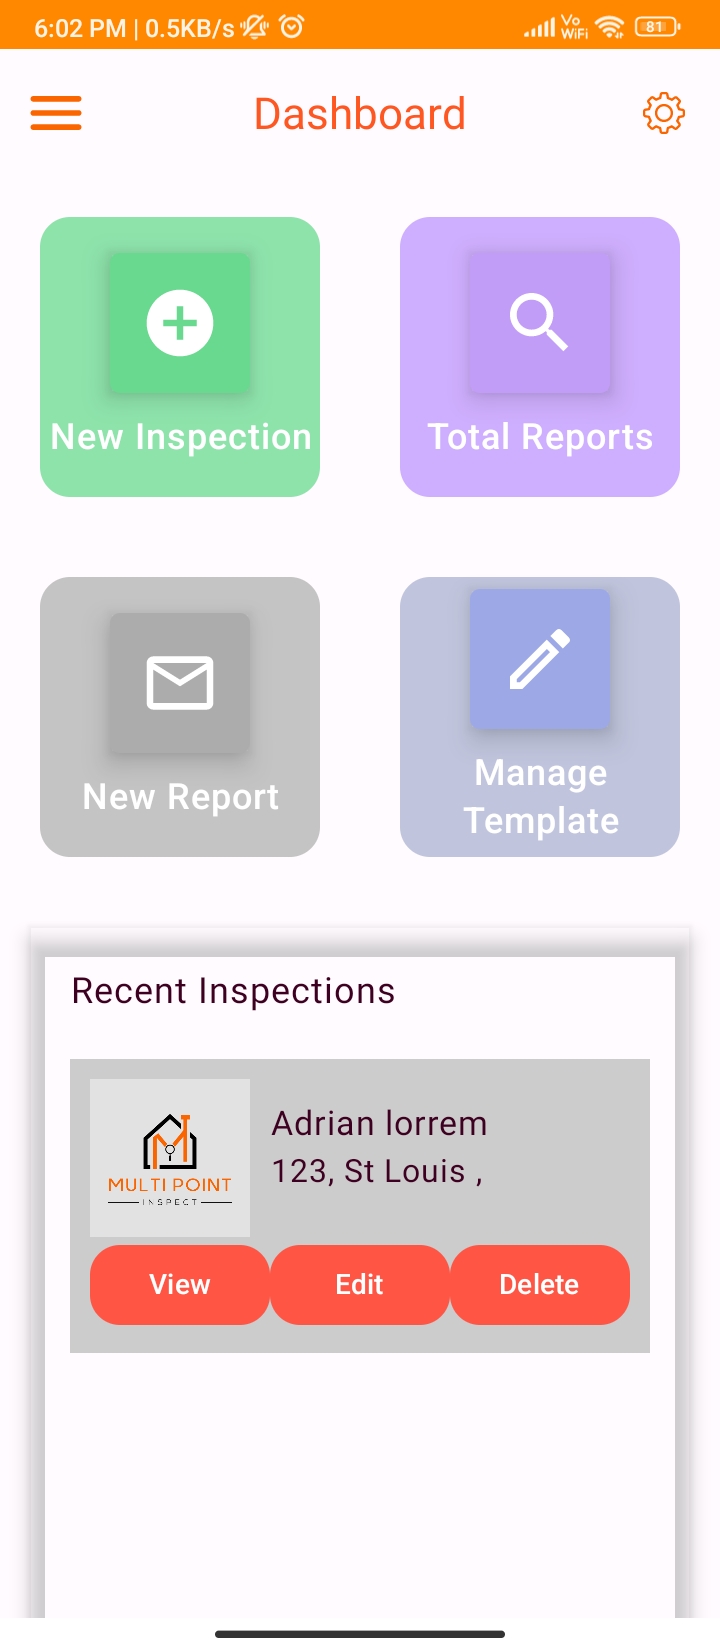 6:02 PM | 0.5KB/s
Vo
WiFi
81
Dashboard
New Inspection
Total Reports
New Report
Manage
Template
Recent Inspections
MULTI POINT
INSPECT
Adrian lorrem
123, St Louis ,
View
Edit
Delete